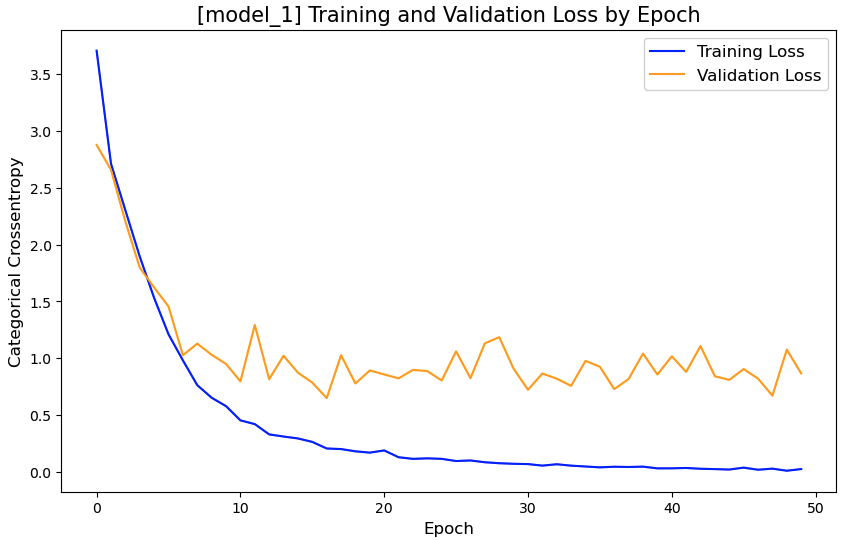 [model_1] Training and Validation Loss by Epoch
Training Loss
Validation Loss
Categorical Crossentropy
3.5
3.0
2.5
2.0
1.5
1.0
0.5
0.0
0 10 20 30 40 50
Epoch